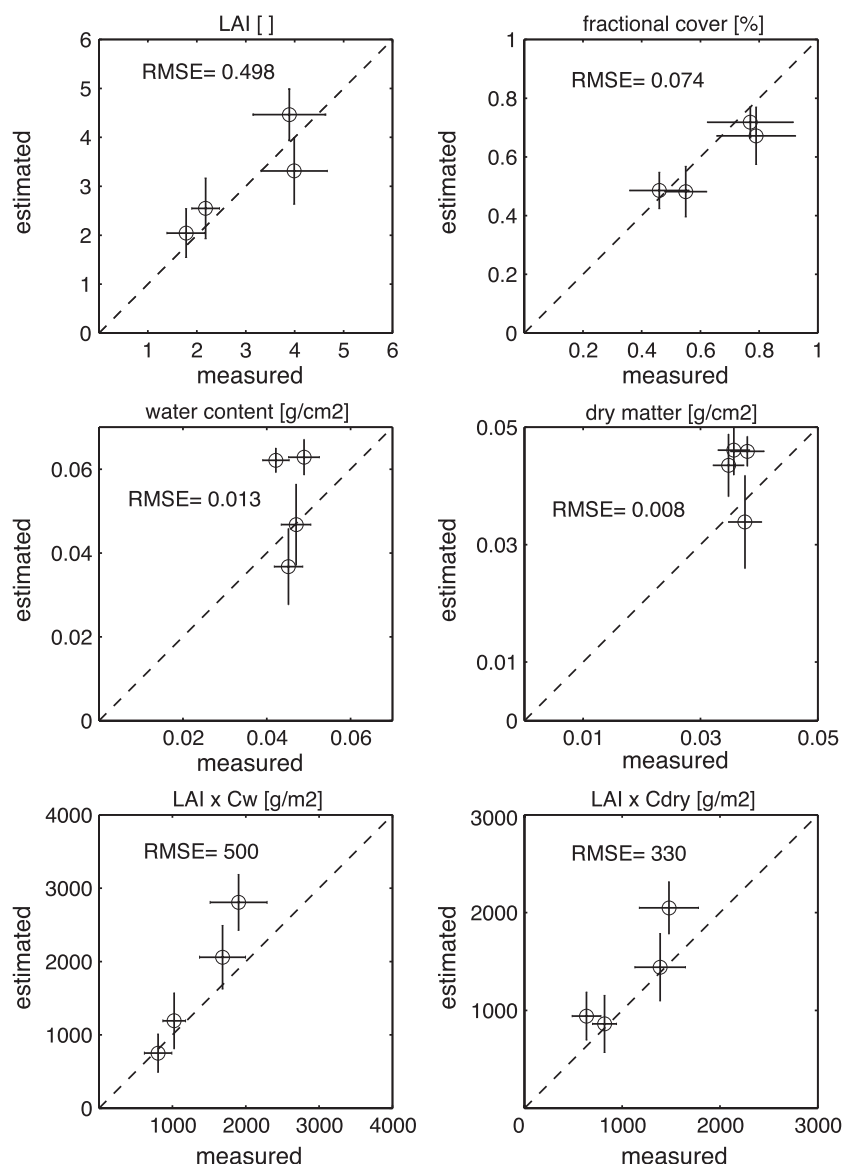 LAI [ ]
6
5
4
3
2
1
0
RMSE= 0.498
estimated
1 2 3 4 5 6
measured
fractional cover [%]
1
0.8
0.6
0.4
0.2
0
RMSE= 0.074
estimated
0.2 0.4 0.6 0.8 1
measured
water content [g/cm2]
0.06
0.04
0.02
0
RMSE= 0.013
estimated
0.02 0.04 0.06
measured
dry matter [g/cm2]
0.05
0.03
0.01
0
RMSE= 0.008
estimated
0.01 0.03 0.05
measured
LAI x Cw [g/m2]
4000
3000
2000
1000
0
RMSE= 500
estimated
1000 2000 3000 4000
measured
LAI x Cdry [g/m2]
3000
2000
1000
RMSE= 330
estimated
0 1000 2000 3000
measured